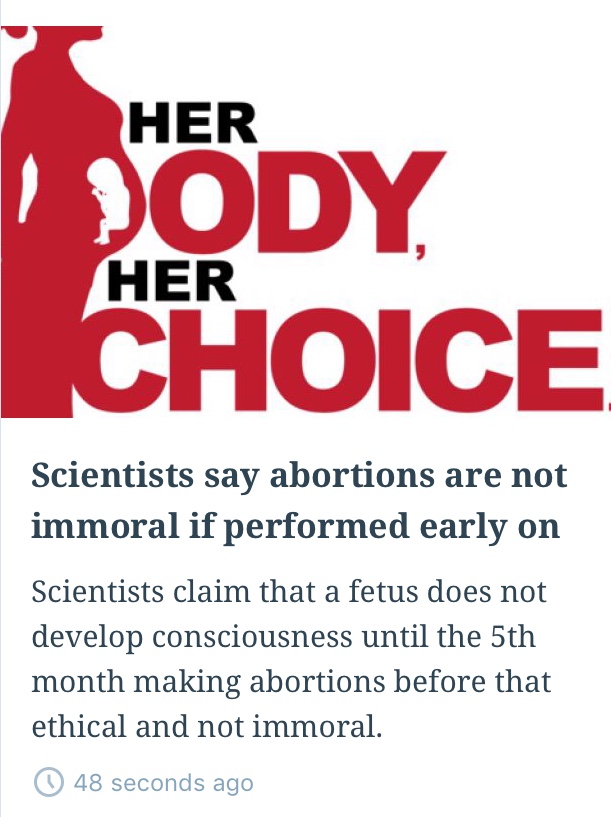 HER
BODY,
HER
CHOICE.
Scientists say abortions are not
immoral if performed early on
Scientists claim that a fetus does not
develop consciousness until the 5th
month making abortions before that
ethical and not immoral.
48 seconds ago